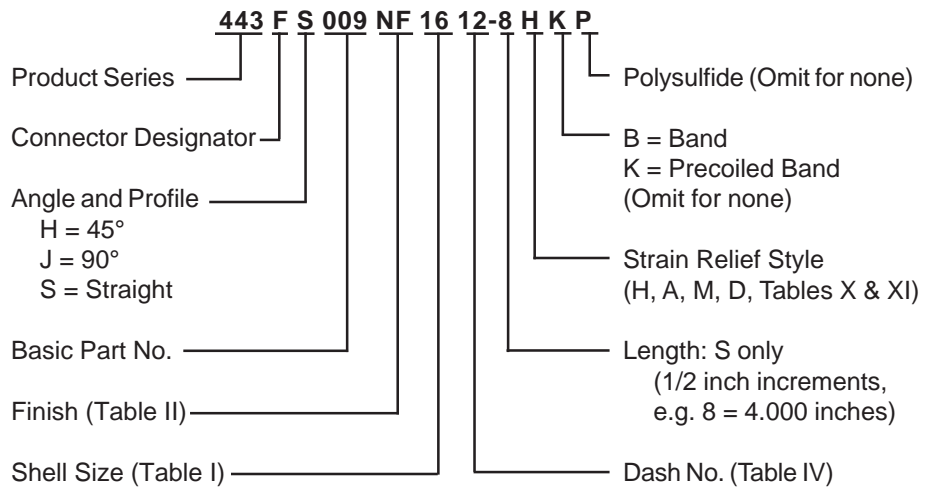 443 F S 009 NF 16 12-8 H K P
Product Series
Connector Designator
Angle and Profile
H = 45°
J = 90°
S = Straight
Basic Part No.
Finish (Table II)
Shell Size (Table I)
Polysulfide (Omit for none)
B = Band
K = Precoiled Band
(Omit for none)
Strain Relief Style
(H, A, M, D, Tables X & XI)
Length: S only
(1/2 inch increments,
e.g. 8 = 4.000 inches)
Dash No. (Table IV)